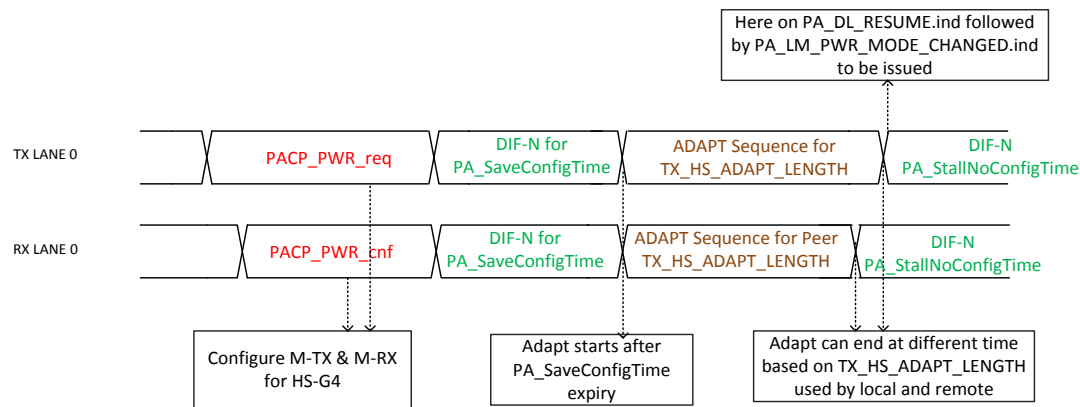 Here on PA_DL_RESUME.ind followed
by PA_LM_PWR_MODE_CHANGED.ind
to be issued
TX LANE 0
PACP_PWR_req
DIF-N for
PA_SaveConfigTime
ADAPT Sequence for
TX_HS_ADAPT_LENGTH
DIF-N
PA_StallNoConfigTime
RX LANE 0
PACP_PWR_cnf
DIF-N for
PA_SaveConfigTime
ADAPT Sequence for Peer
TX_HS_ADAPT_LENGTH
DIF-N
PA_StallNoConfigTime
Configure M-TX & M-RX
for HS-G4
Adapt starts after
PA_SaveConfigTime
expiry
Adapt can end at different time
based on TX_HS_ADAPT_LENGTH
used by local and remote